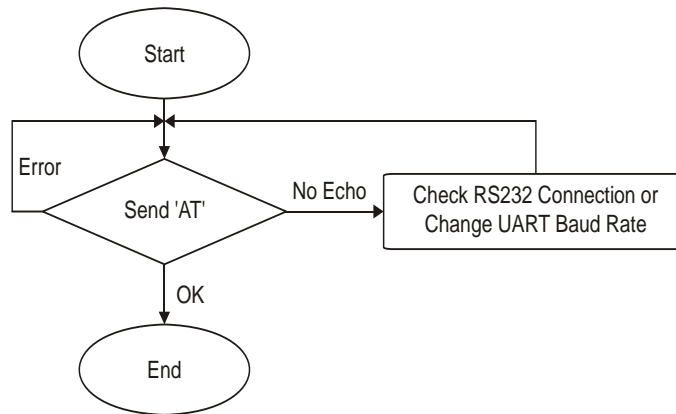 Start
Error
Send 'AT'
No Echo
Check RS232 Connection or
Change UART Baud Rate
OK
End